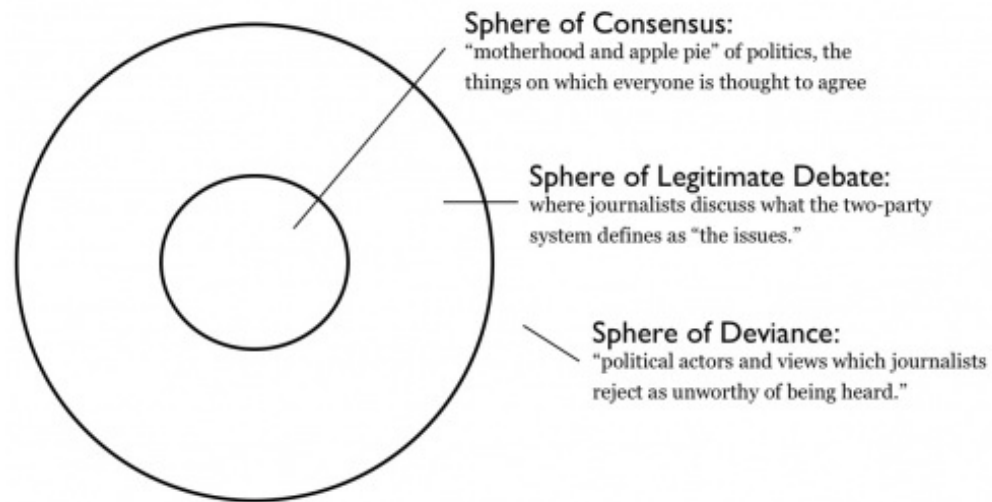 Sphere of Consensus:
“motherhood and apple pie” of politics, the
things on which everyone is thought to agree
Sphere of Legitimate Debate:
where journalists discuss what the two-party
system defines as “the issues.”
Sphere of Deviance:
“political actors and views which journalists
reject as unworthy of being heard.”